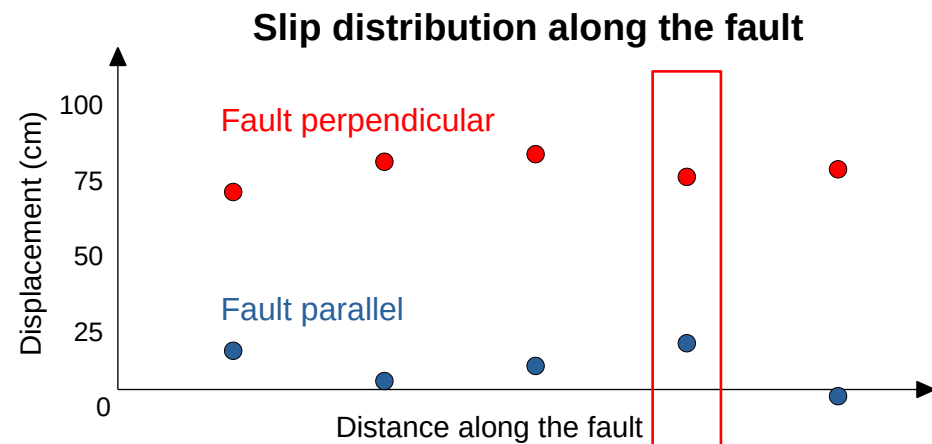 Slip distribution along the fault
Displacement (cm)
100
75
50
25
0
Fault perpendicular
Fault parallel
Distance along the fault